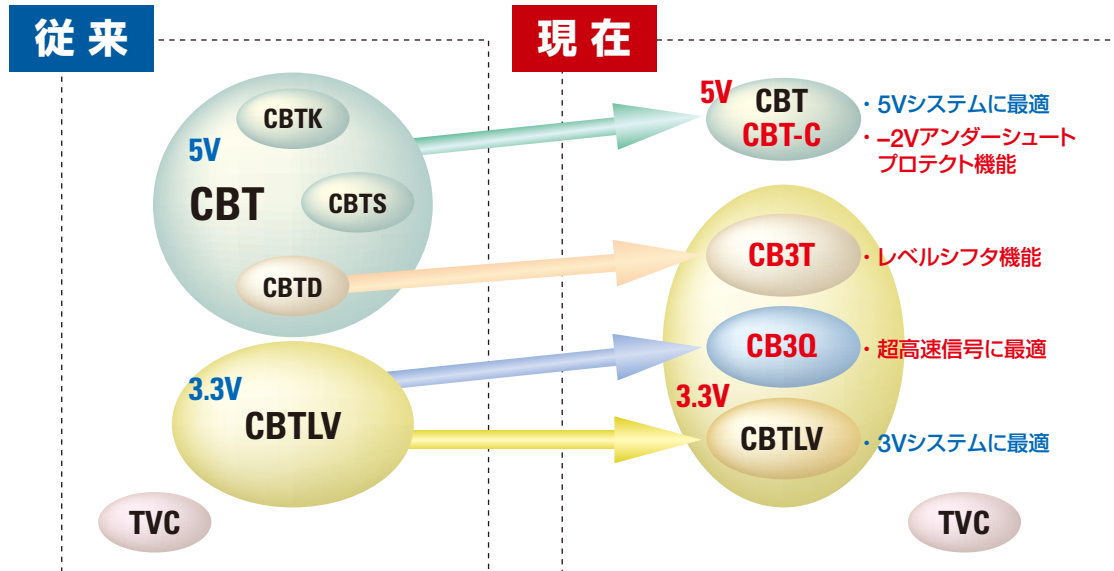 従来
CBTK
5V
CBT
CBTS
CBTD
3.3V
CBTLV
TVC
現在
5V
CBT
CBT-C
・5Vシステムに最適
・–2Vアンダーシュート
プロテクト機能
CB3T
・レベルシフタ機能
CB3Q
・超高速信号に最適
3.3V
CBTLV
・3Vシステムに最適
TVC